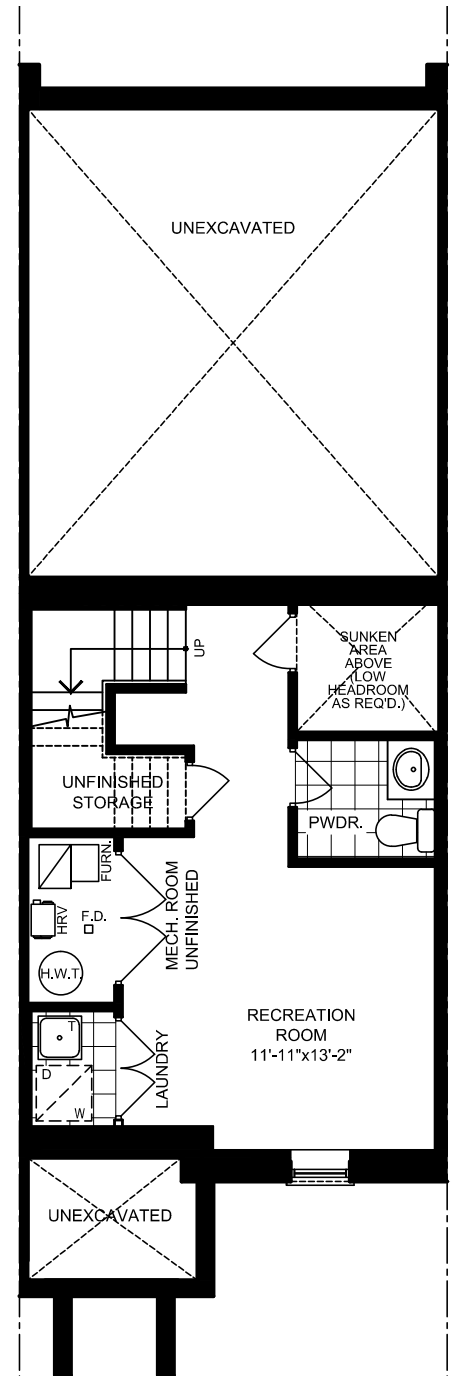 UNEXCAVATED
UP
SUNKEN
AREA
ABOVE
(LOW
HEADROOM
AS REQ'D.)
UNFINISHED
STORAGE
PWDR.
FURN.
HRV
F.D.
MECH. ROOM
UNFINISHED
H.W.T.
RECREATION
ROOM
11'-11"x13'-2"
T
D
W
LAUNDRY
UNEXCAVATED